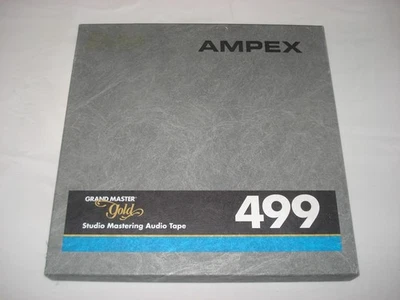 AMPEX
GRAND MASTER®
Gold
Studio Mastering Audio Tape
499